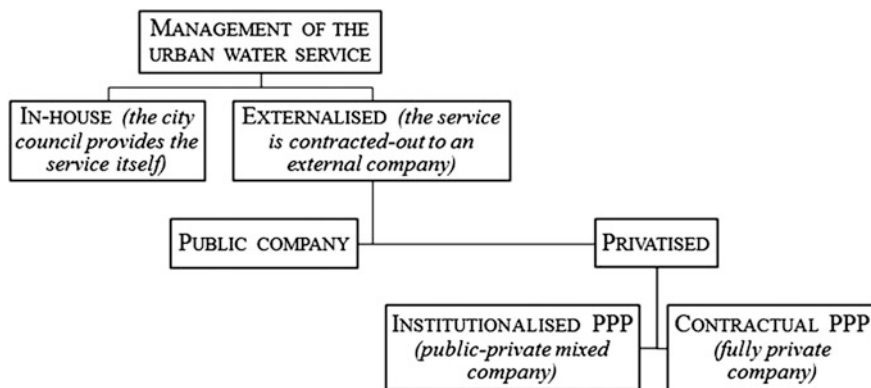 MANAGEMENT OF THE
URBAN WATER SERVICE
IN-HOUSE (the city
council provides the
service itself)
EXTERNALISED (the service
is contracted-out to an
external company)
PUBLIC COMPANY
PRIVATISED
INSTITUTIONALISED PPP
(public-private mixed
company)
CONTRACTUAL PPP
(fully private
company)